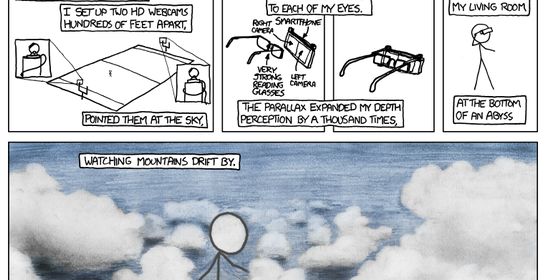 I SET UP TWO HD WEBCAMS
HUNDREDS OF FEET APART,
POINTED THEM AT THE SKY,
TO EACH OF MY EYES.
RIGHT
CAMERA
SMARTPHONE
VERY
STRONG
READING
GLASSES
LEFT
CAMERA
THE PARALLAX EXPANDED MY DEPTH
PERCEPTION BY A THOUSAND TIMES,
MY LIVING ROOM
AT THE BOTTOM
OF AN ABYSS
WATCHING MOUNTAINS DRIFT BY.